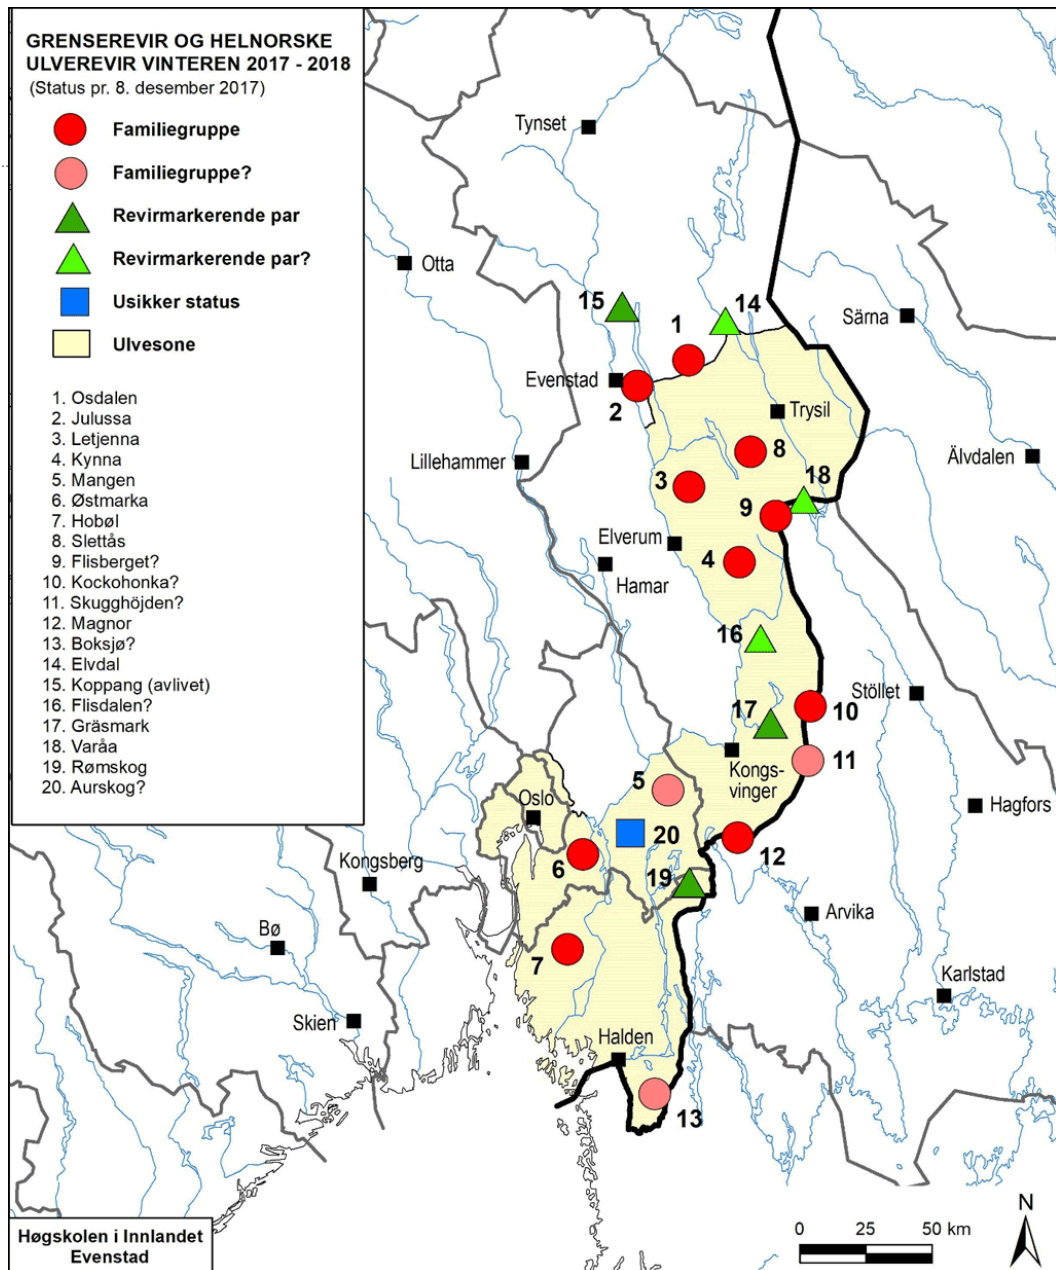 GRENSEREVIR OG HELNORSKE
ULVEREVIR VINTEREN 2017 - 2018
(Status pr. 8. desember 2017)
Familiegruppe
Familiegruppe?
Revirmarkerende par
Revirmarkerende par?
Usikker status
Ulvesone
1. Osdalen
2. Julussa
3. Letjenna
4. Kynna
5. Mangen
6. Østmarka
7. Hobøl
8. Slettås
9. Flisberget?
10. Kockohonka?
11. Skugghöjden?
12. Magnor
13. Boksjø?
14. Elvdal
15. Koppang (avlivet)
16. Flisdalen?
17. Gräsmark
18. Varåa
19. Rømskog
20. Aurskog?
Tynset
Otta
15
14
Särna
1
Evenstad
2
Trysil
8
Lillehammer
Älvdalen
3
18
9
Elverum
4
Hamar
16
Stöllet
17
10
Kongs-
vinger
11
5
Oslo
Hagfors
20
12
6
Kongsberg
19
Arvika
Bø
7
Karlstad
Skien
Halden
13
N
0 25 50 km
Høgskolen i Innlandet
Evenstad